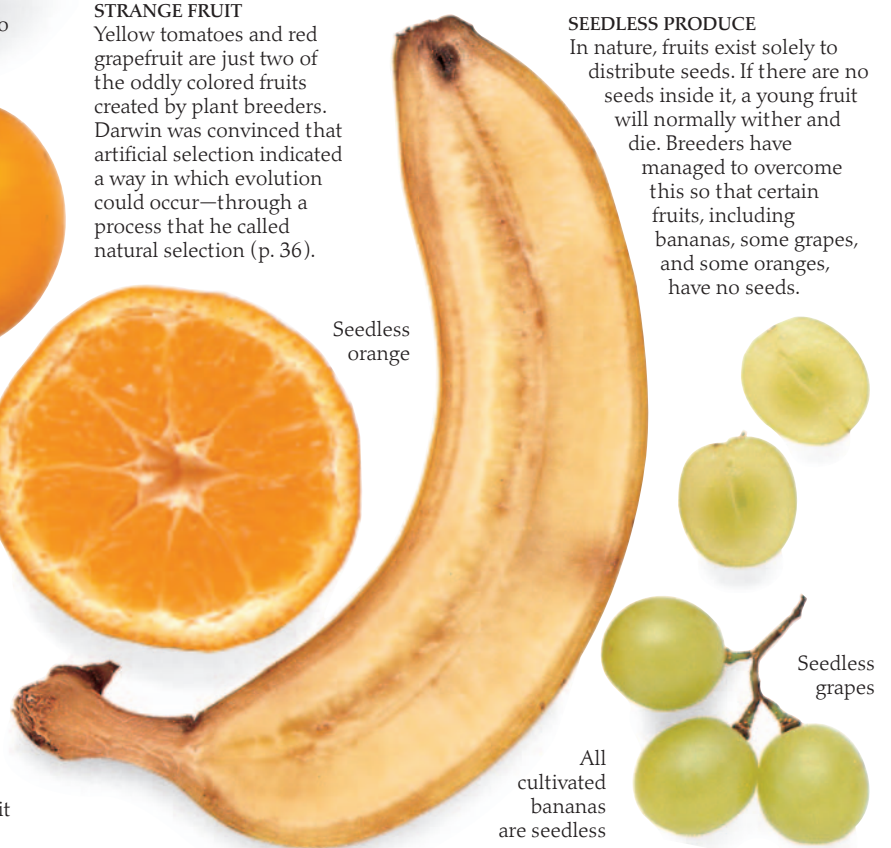 STRANGE FRUIT
Yellow tomatoes and red
grapefruit are just two of
the oddly colored fruits
created by plant breeders.
Darwin was convinced that
artificial selection indicated
a way in which evolution
could occur—through a
process that he called
natural selection (p. 36).
SEEDLESS PRODUCE
In nature, fruits exist solely to
distribute seeds. If there are no
seeds inside it, a young fruit
will normally wither and
die. Breeders have
managed to overcome
this so that certain
fruits, including
bananas, some grapes,
and some oranges,
have no seeds.
Seedless
orange
Seedless
grapes
All
cultivated
bananas
are seedless